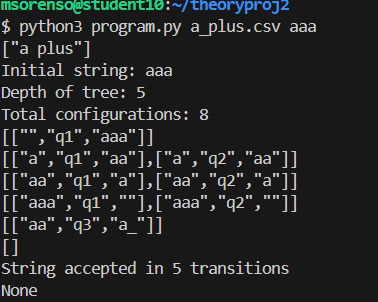 msorenso@student10:~/theoryproj2
$ python3 program.py a_plus.csv aaa
["a plus"]
Initial string: aaa
Depth of tree: 5
Total configurations: 8
[["","q1","aaa"]]
[["a","q1","aa"],["a","q2","aa"]]
[["aa","q1","a"],["aa","q2","a"]]
[["aaa","q1",""],["aaa","q2",""]]
[["aa","q3","a_"]]
[]
String accepted in 5 transitions
None